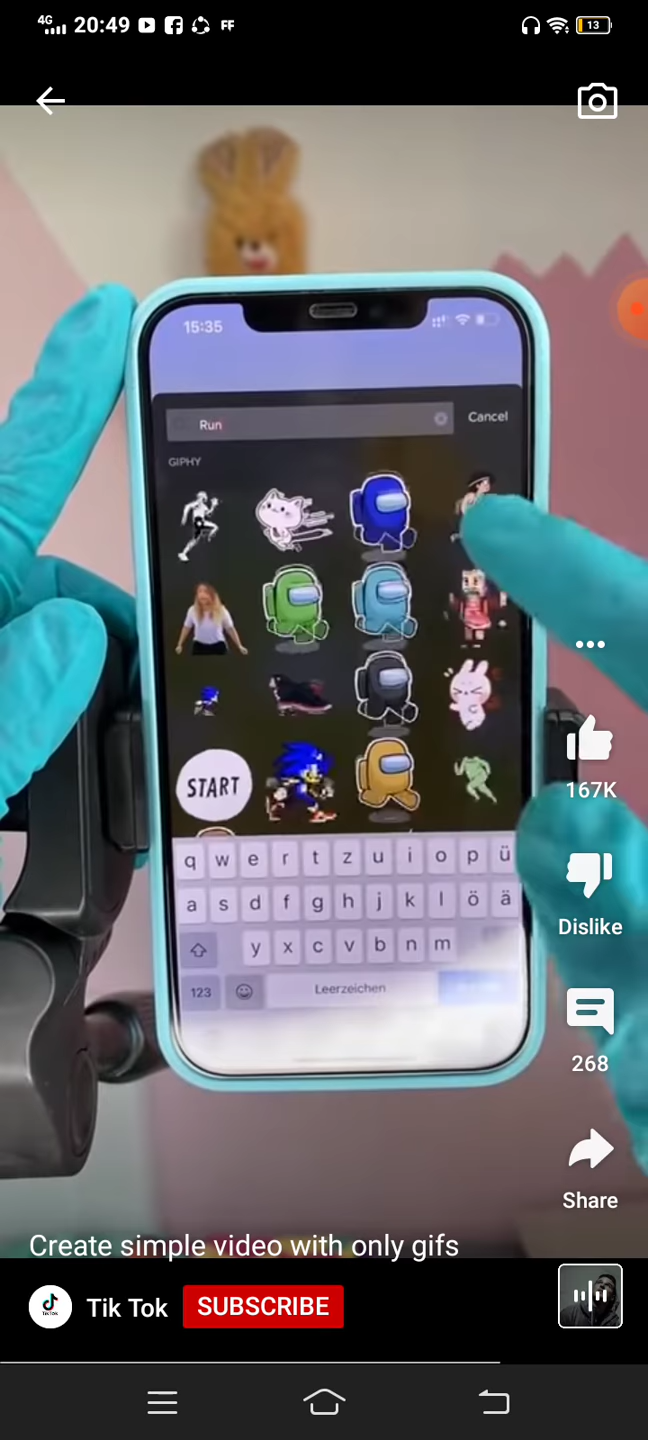 4G 20:49 FF 13
15:35
Run Cancel
GIPHY
START
q w e r t z u i o p ü
a s d f g h j k l ö ä
y x c v b n m
123 Leerzeichen
167K
Dislike
268
Share
Create simple video with only gifs
Tik Tok SUBSCRIBE